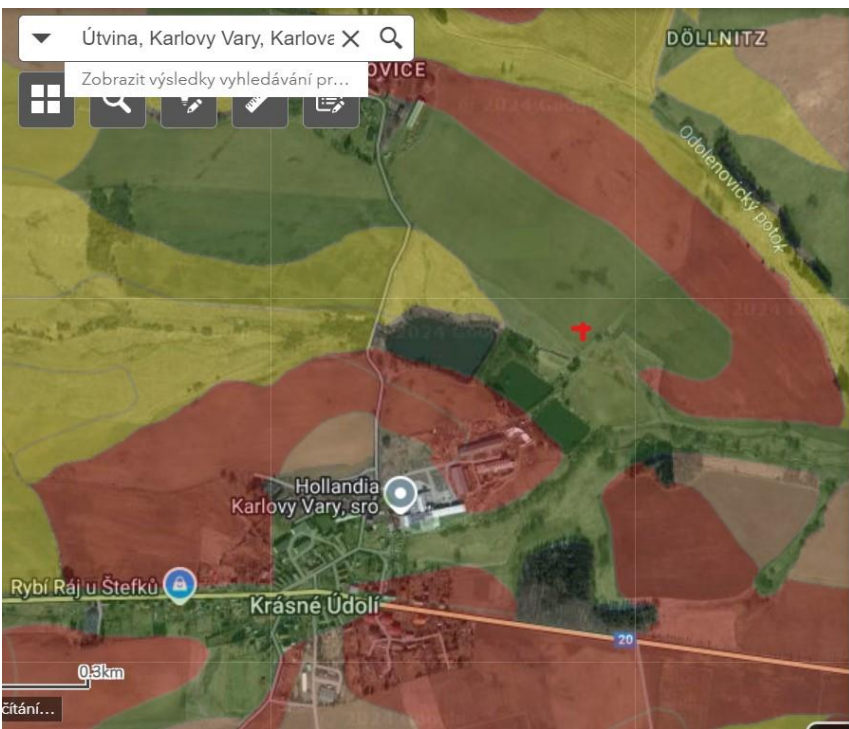 Útvina, Karlovy Vary, Karlova
Zobrazit výsledky vyhledávání pr...
OVICE
DÖLLNITZ
Odolenovický potok
Hollandia
Karlovy Vary, sro
Rybí Ráj u Štefků
Krásné Údolí
20
0.3km
čítání...